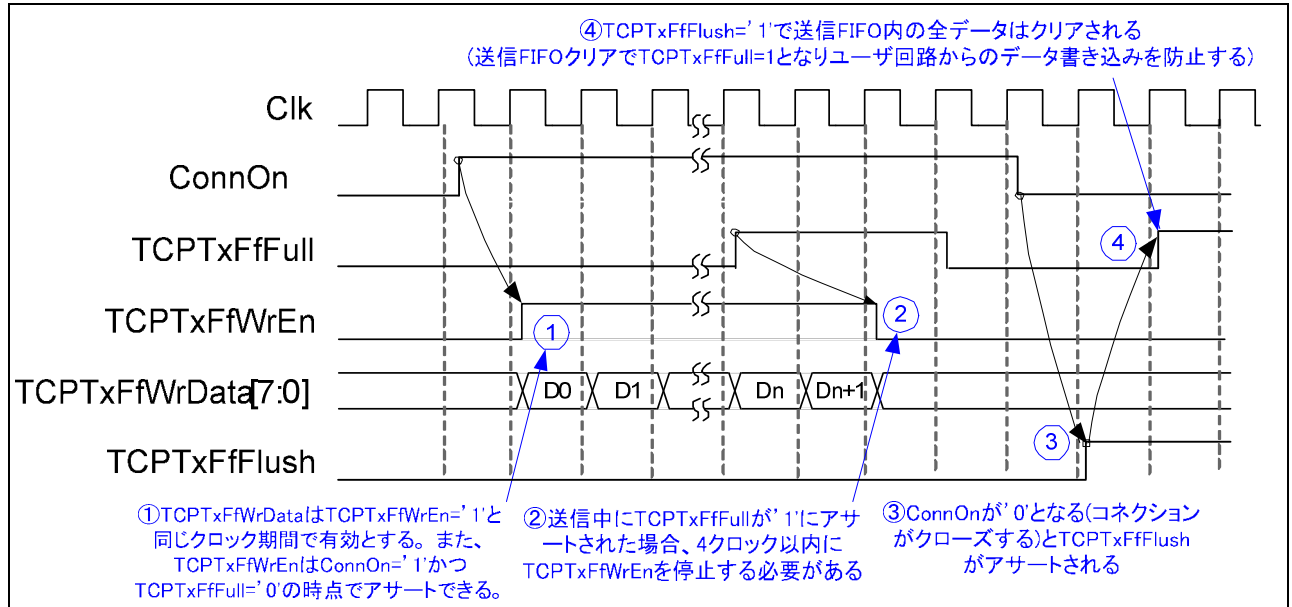 ④TCPTxFfFlush='1'で送信FIFO内の全データはクリアされる
(送信FIFOクリアでTCPTxFfFull=1となりユーザ回路からのデータ書き込みを防止する)
Clk
ConnOn
TCPTxFfFull
④
TCPTxFfWrEn
①
②
TCPTxFfWrData[7:0]
D0
D1
Dn
Dn+1
TCPTxFfFlush
③
①TCPTxFfWrDataはTCPTxFfWrEn='1'と
同じクロック期間で有効とする。また、
TCPTxFfWrEnはConnOn='1'かつ
TCPTxFfFull='0'の時点でアサートできる。
②送信中にTCPTxFfFullが'1'にアサ
ートされた場合、4クロック以内に
TCPTxFfWrEnを停止する必要がある
③ConnOnが'0'となる(コネクション
がクローズする)とTCPTxFfFlush
がアサートされる